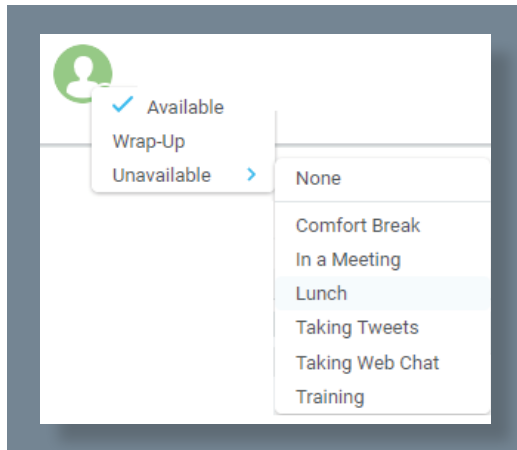 Available
Wrap-Up
Unavailable
None
Comfort Break
In a Meeting
Lunch
Taking Tweets
Taking Web Chat
Training